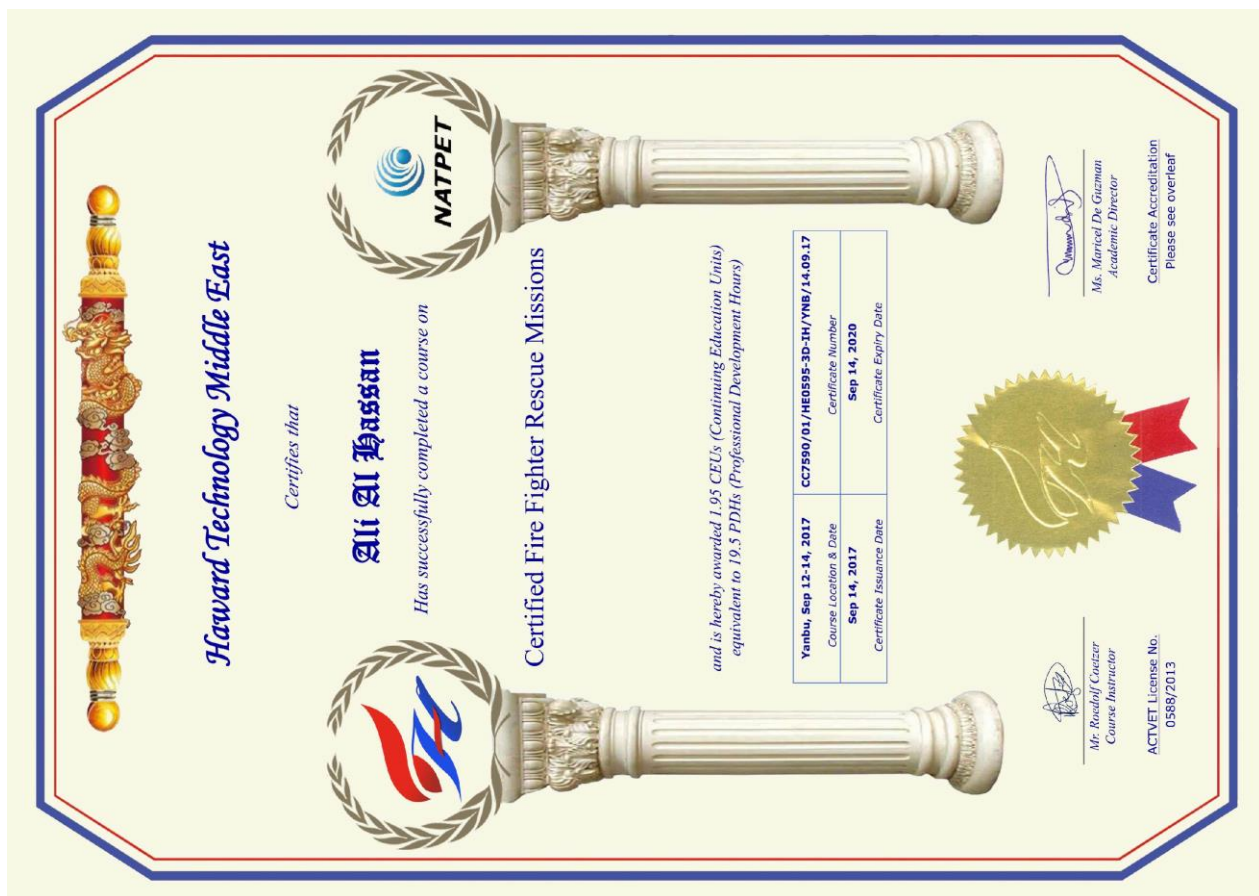 Haward Technology Middle East
Certifies that
Ali Al Hassan
Has successfully completed a course on
NATPET
Certified Fire Fighter Rescue Missions
and is hereby awarded 1.95 CEUs (Continuing Education Units)
equivalent to 19.5 PDHs (Professional Development Hours)
Yanbu, Sep 12-14, 2017 CC7590/01/HE0595-3D-IH/YNB/14.09.17
Course Location & Date Certificate Number
Sep 14, 2017 Sep 14, 2020
Certificate Issuance Date Certificate Expiry Date
Mr. Roedolf Coetzer
Course Instructor
ACTVET License No.
0588/2013
Ms. Maricel De Guzman
Academic Director
Certificate Accreditation
Please see overleaf